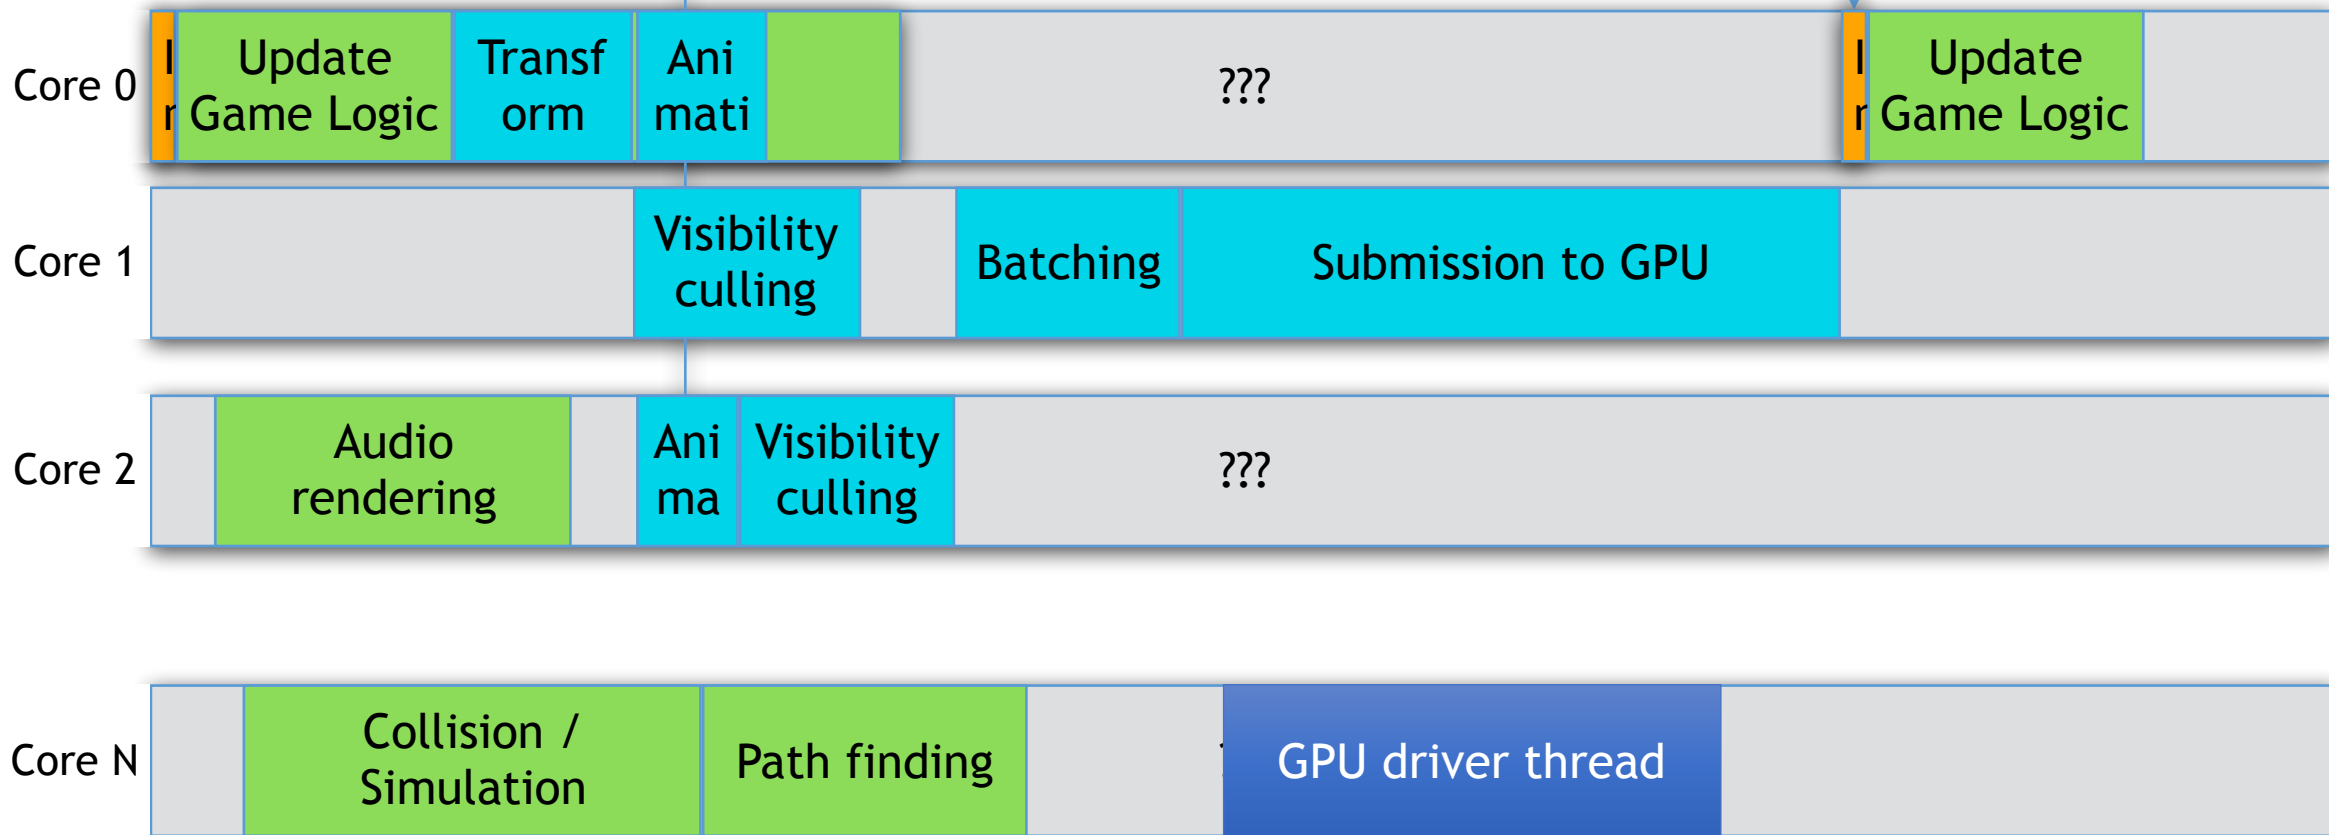 Core 0
I
r
Update
Game Logic
Transf
orm
Ani
mati
???
I
r
Update
Game Logic
Core 1
Visibility
culling
Batching
Submission to GPU
Core 2
Audio
rendering
Ani
ma
Visibility
culling
???
Core N
Collision /
Simulation
Path finding
GPU driver thread